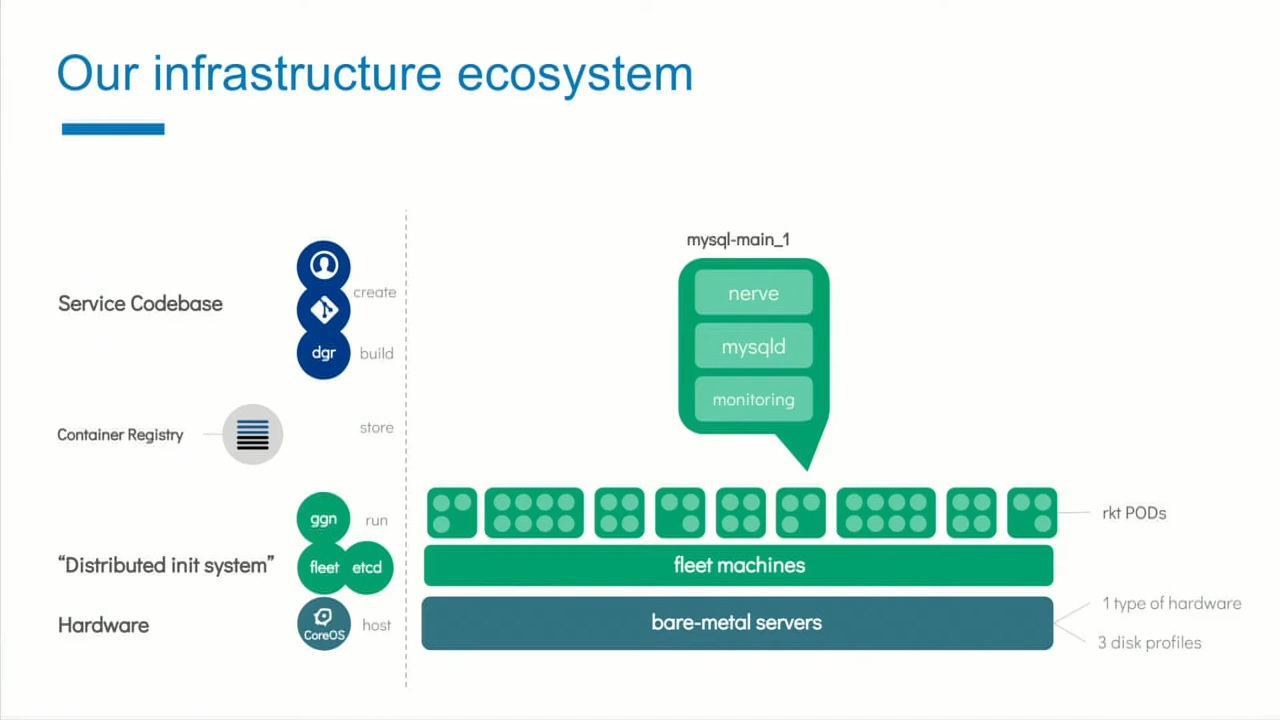 Our infrastructure ecosystem
mysql-main_1
nerve
mysqld
monitoring
Service Codebase
create
dgr
build
Container Registry
store
ggn
run
rkt PODs
“Distributed init system”
fleet
etcd
fleet machines
Hardware
CoreOS
host
bare-metal servers
1 type of hardware
3 disk profiles